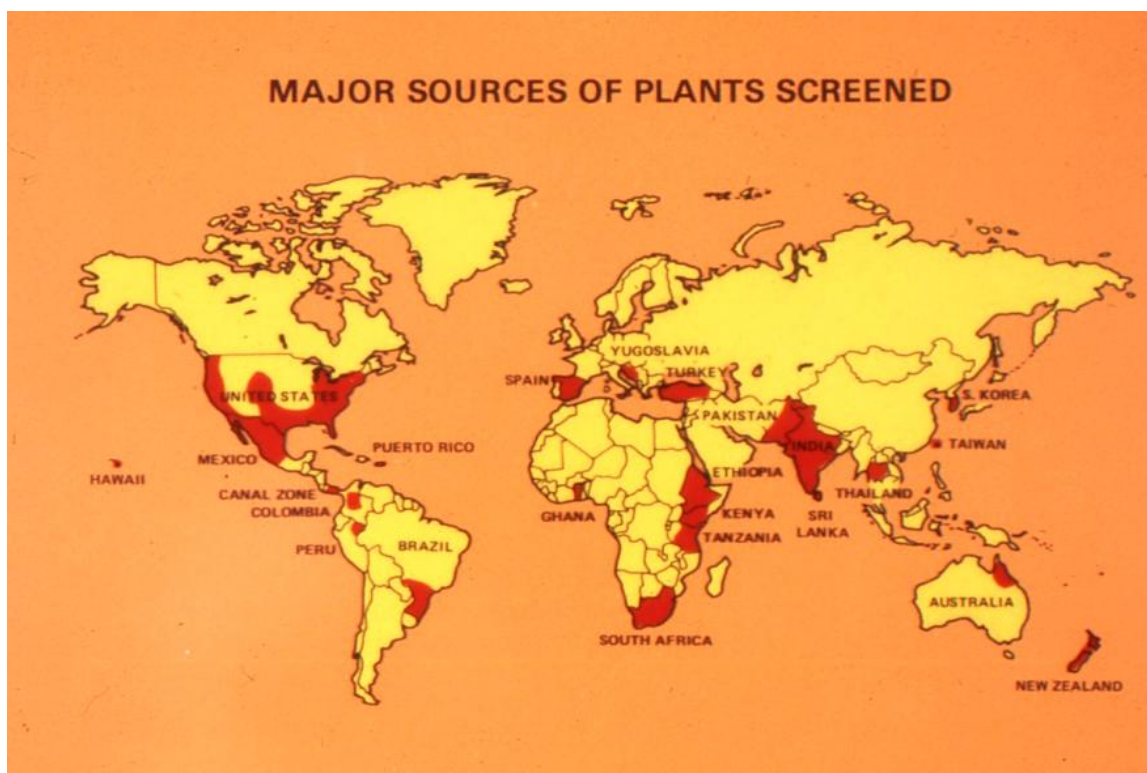 MAJOR SOURCES OF PLANTS SCREENED
YUGOSLAVIA
SPAIN
TURKEY
UNITED STATES
PAKISTAN
S. KOREA
MEXICO
PUERTO RICO
INDIA
TAIWAN
HAWAII
ETHIOPIA
CANAL ZONE
THAILAND
COLOMBIA
GHANA
KENYA
SRI
LANKA
TANZANIA
PERU
BRAZIL
AUSTRALIA
SOUTH AFRICA
NEW ZEALAND